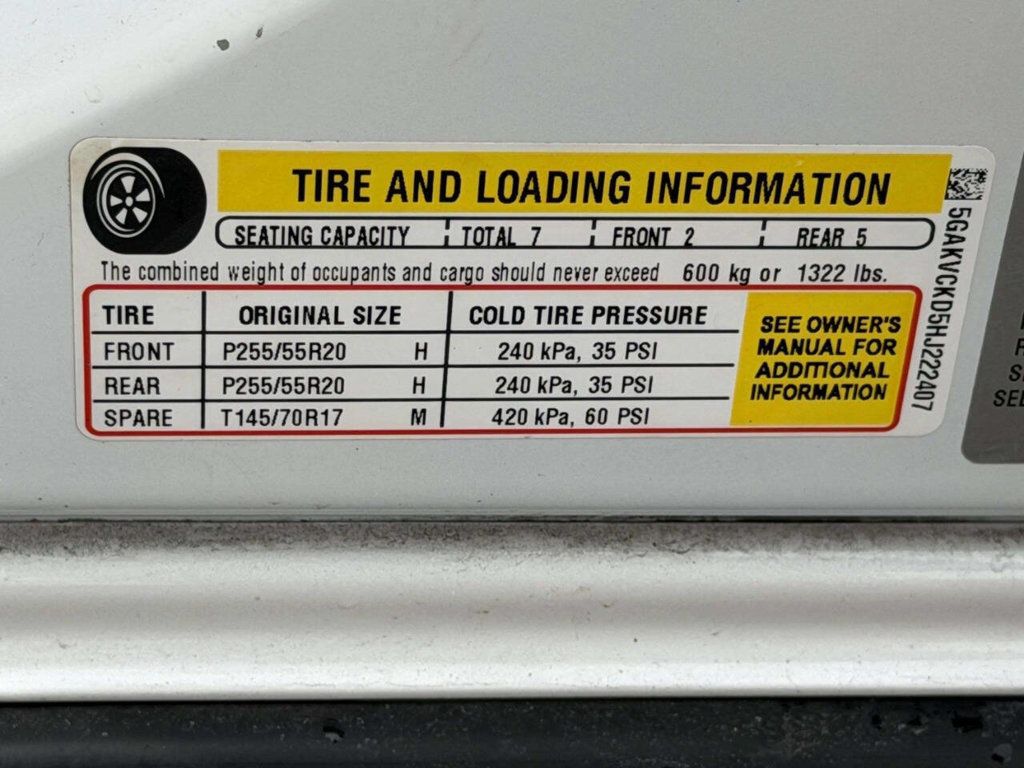 TIRE AND LOADING INFORMATION
SEATING CAPACITY TOTAL 7 FRONT 2 REAR 5
The combined weight of occupants and cargo should never exceed 600 kg or 1322 lbs.
TIRE ORIGINAL SIZE COLD TIRE PRESSURE
FRONT P255/55R20 H 240 kPa, 35 PSI
REAR P255/55R20 H 240 kPa, 35 PSI
SPARE T145/70R17 M 420 kPa, 60 PSI
SEE OWNER'S
MANUAL FOR
ADDITIONAL
INFORMATION
5GAKVCKD5HJ222407